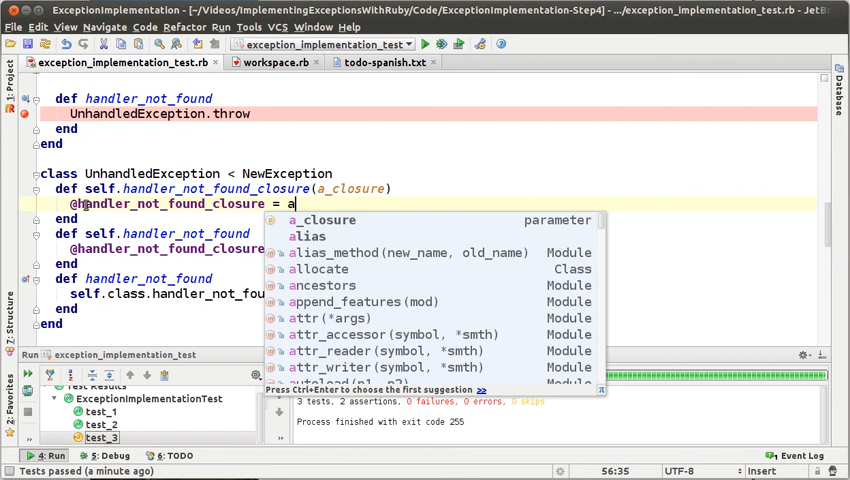 ExceptionImplementation - [~/Videos/ImplementingExceptionsWithRuby/Code/ExceptionImplementation-Step4] - .../exception_implementation_test.rb - JetBra
File Edit View Navigate Code Refactor Run Tools VCS Window Help
exception_implementation_test
exception_implementation_test.rb workspace.rb todo-spanish.txt
1: Project
Database
def handler_not_found
UnhandledException.throw
end
end
class UnhandledException < NewException
def self.handler_not_found_closure(a_closure)
@handler_not_found_closure = a
end
def self.handler_not_found
@handler_not_found_closure
end
def handler_not_found
self.class.handler_not_fou
end
end
a_closure parameter
alias
alias_method(new_name, old_name) Module
allocate Class
ancestors Module
append_features(mod) Module
attr(*args) Module
attr_accessor(symbol, *smth) Module
attr_reader(symbol, *smth) Module
attr_writer(symbol, *smth) Module
autoload(p1, p2) Module
Press Ctrl+Enter to choose the first suggestion >>
π
7: Structure
2: Favorites
Run exception_implementation_test
Test Results
ExceptionImplementationTest
test_1
test_2
test_3
3 tests, 2 assertions, 0 failures, 0 errors, 0 skips
Process finished with exit code 255
4: Run 5: Debug 6: TODO Event Log
Tests passed (a minute ago) 56:35 UTF-8 Insert